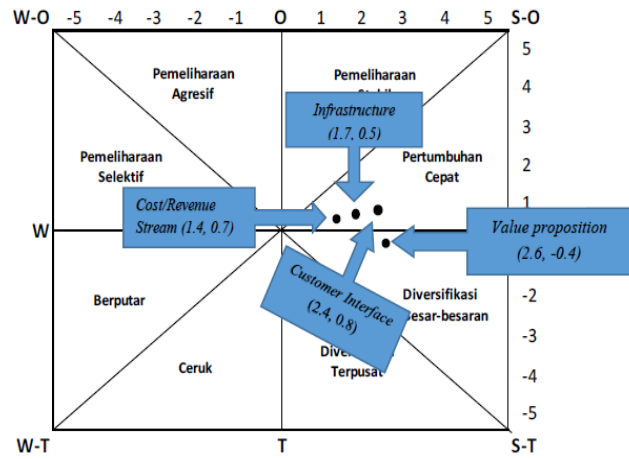 W-O -5 -4 -3 -2 -1 O 1 2 3 4 5 S-O
5
4
3
2
1
-2
-3
-4
-5
Pemeliharaan
Agresif
Pemeliharaan
Infrastructure
(1.7, 0.5)
Pemeliharaan
Selektif
Pertumbuhan
Cepat
Cost/Revenue
Stream (1.4, 0.7)
W
Value proposition
(2.6, -0.4)
Customer Interface
(2.4, 0.8)
Berputar
Diversifikasi
Ceruk
Terpusat
W-T T S-T